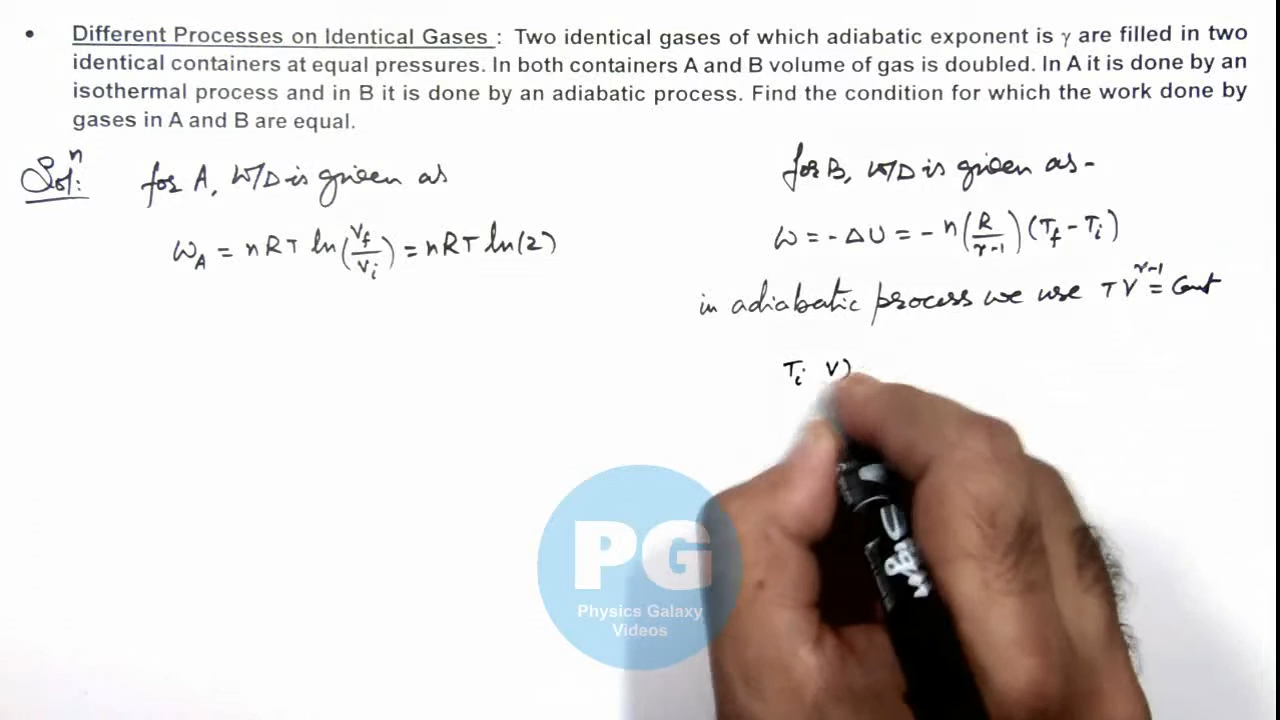 • Different Processes on Identical Gases : Two identical gases of which adiabatic exponent is γ are filled in two
identical containers at equal pressures. In both containers A and B volume of gas is doubled. In A it is done by an
isothermal process and in B it is done by an adiabatic process. Find the condition for which the work done by
gases in A and B are equal.
Solⁿ: for A, W/D is given as
W_A = nRT ln(V_f/V_i) = nRT ln(2)
for B, W/D is given as -
W = -ΔU = -n(R/γ-1)(T_f - T_i)
in adiabatic process we use TV^γ-1 = Cont
T_i V
PG
Physics Galaxy
Videos